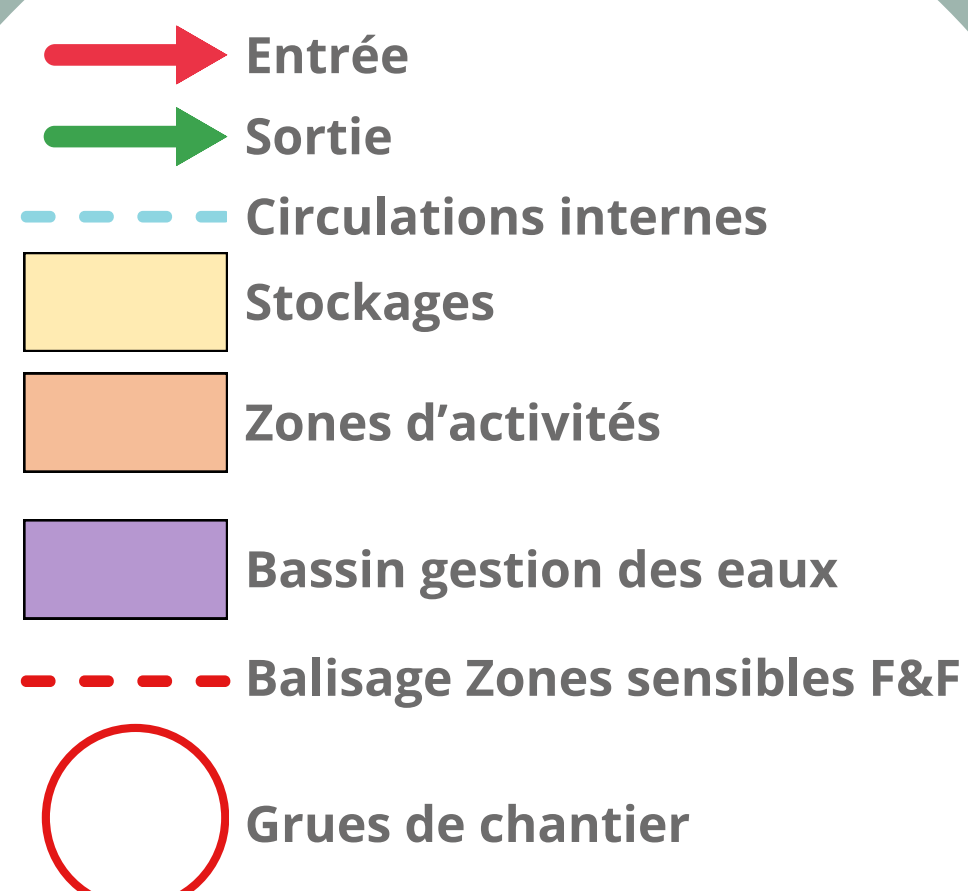 Entrée
Sortie
Circulations internes
Stockages
Zones d’activités
Bassin gestion des eaux
Balisage Zones sensibles F&F
Grues de chantier